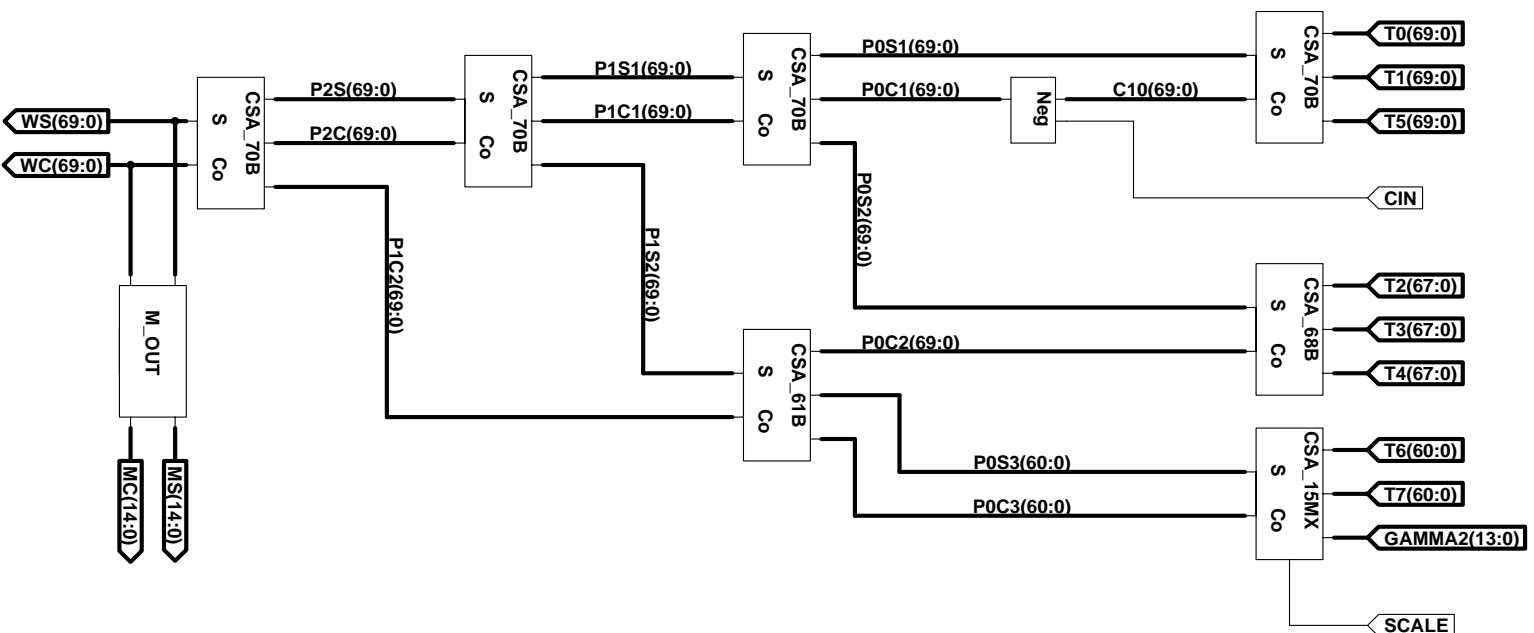 T0(69:0)
T1(69:0)
T5(69:0)
CSA_70B
S
Co
P0S1(69:0)
C10(69:0)
Neg
P0C1(69:0)
CIN
CSA_70B
S
Co
P1S1(69:0)
P1C1(69:0)
P0S2(69:0)
CSA_70B
S
Co
P2S(69:0)
P2C(69:0)
P1S2(69:0)
CSA_70B
S
Co
WS(69:0)
WC(69:0)
P1C2(69:0)
T2(67:0)
T3(67:0)
T4(67:0)
CSA_68B
S
Co
P0C2(69:0)
CSA_61B
S
Co
P0S3(60:0)
P0C3(60:0)
T6(60:0)
T7(60:0)
GAMMA2(13:0)
CSA_15MX
S
Co
SCALE
M_OUT
MC(14:0)
MS(14:0)